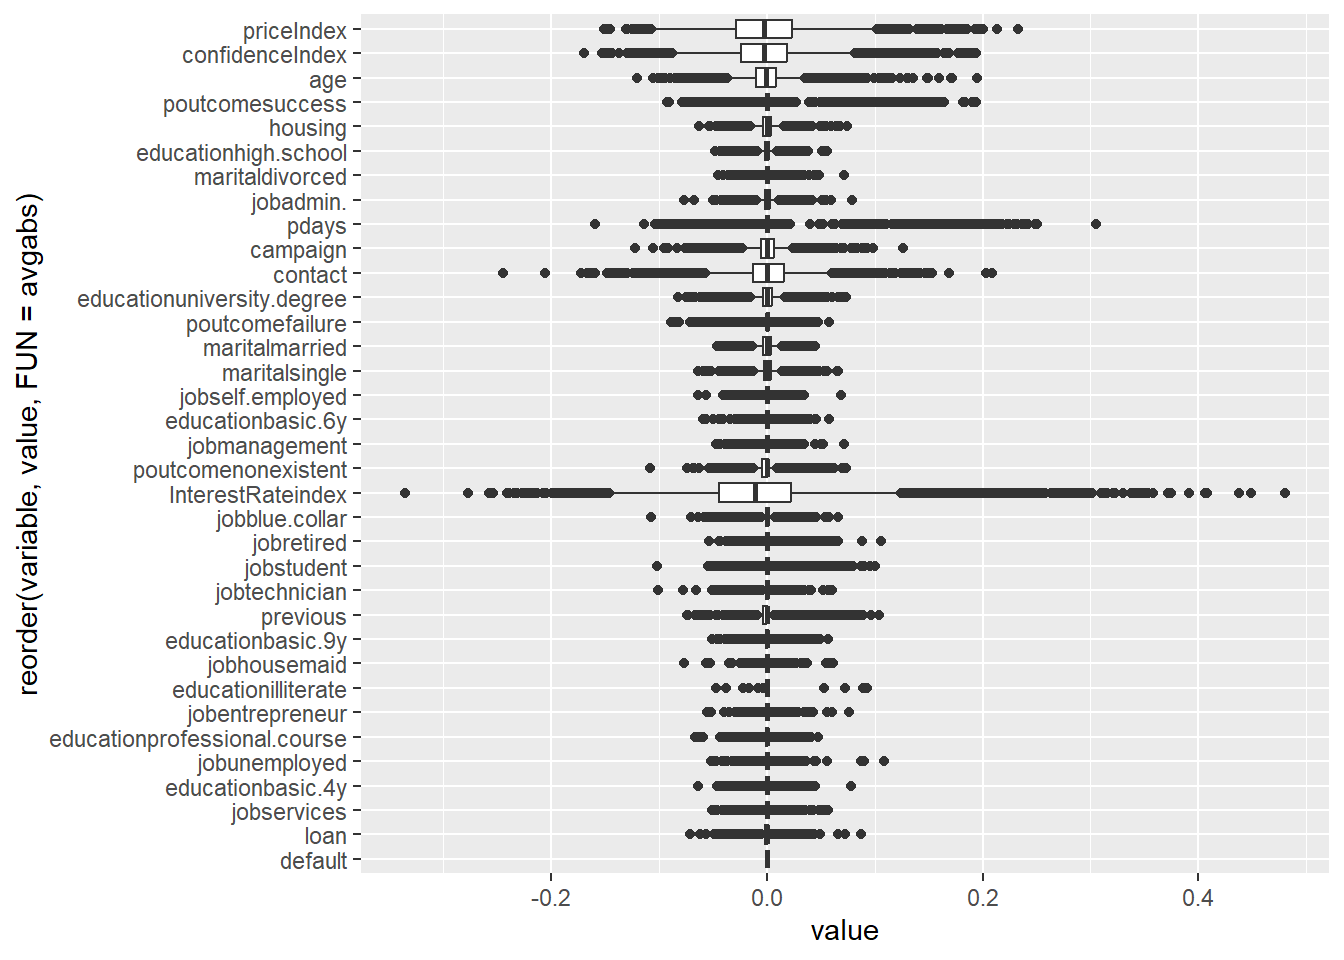 reorder(variable, value, FUN = avgabs)
priceIndex
confidenceIndex
age
poutcomesuccess
housing
educationhigh.school
maritaldivorced
jobadmin.
pdays
campaign
contact
educationuniversity.degree
poutcomefailure
maritalmarried
maritalsingle
jobself.employed
educationbasic.6y
jobmanagement
poutcomenonexistent
InterestRateindex
jobblue.collar
jobretired
jobstudent
jobtechnician
previous
educationbasic.9y
jobhousemaid
educationilliterate
jobentrepreneur
educationprofessional.course
jobunemployed
educationbasic.4y
jobservices
loan
default
-0.2 0.0 0.2 0.4
value